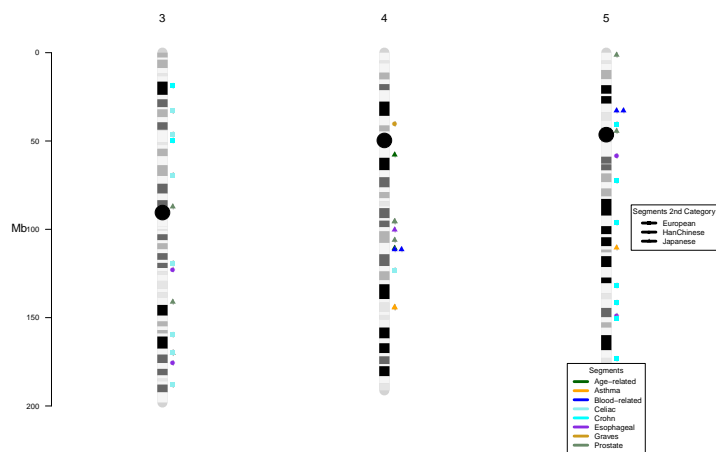 3 4 5
0
50
Mb
100
150
200
Segments 2nd Category
European
HanChinese
Japanese
Segments
Age−related
Asthma
Blood−related
Celiac
Crohn
Esophageal
Graves
Prostate